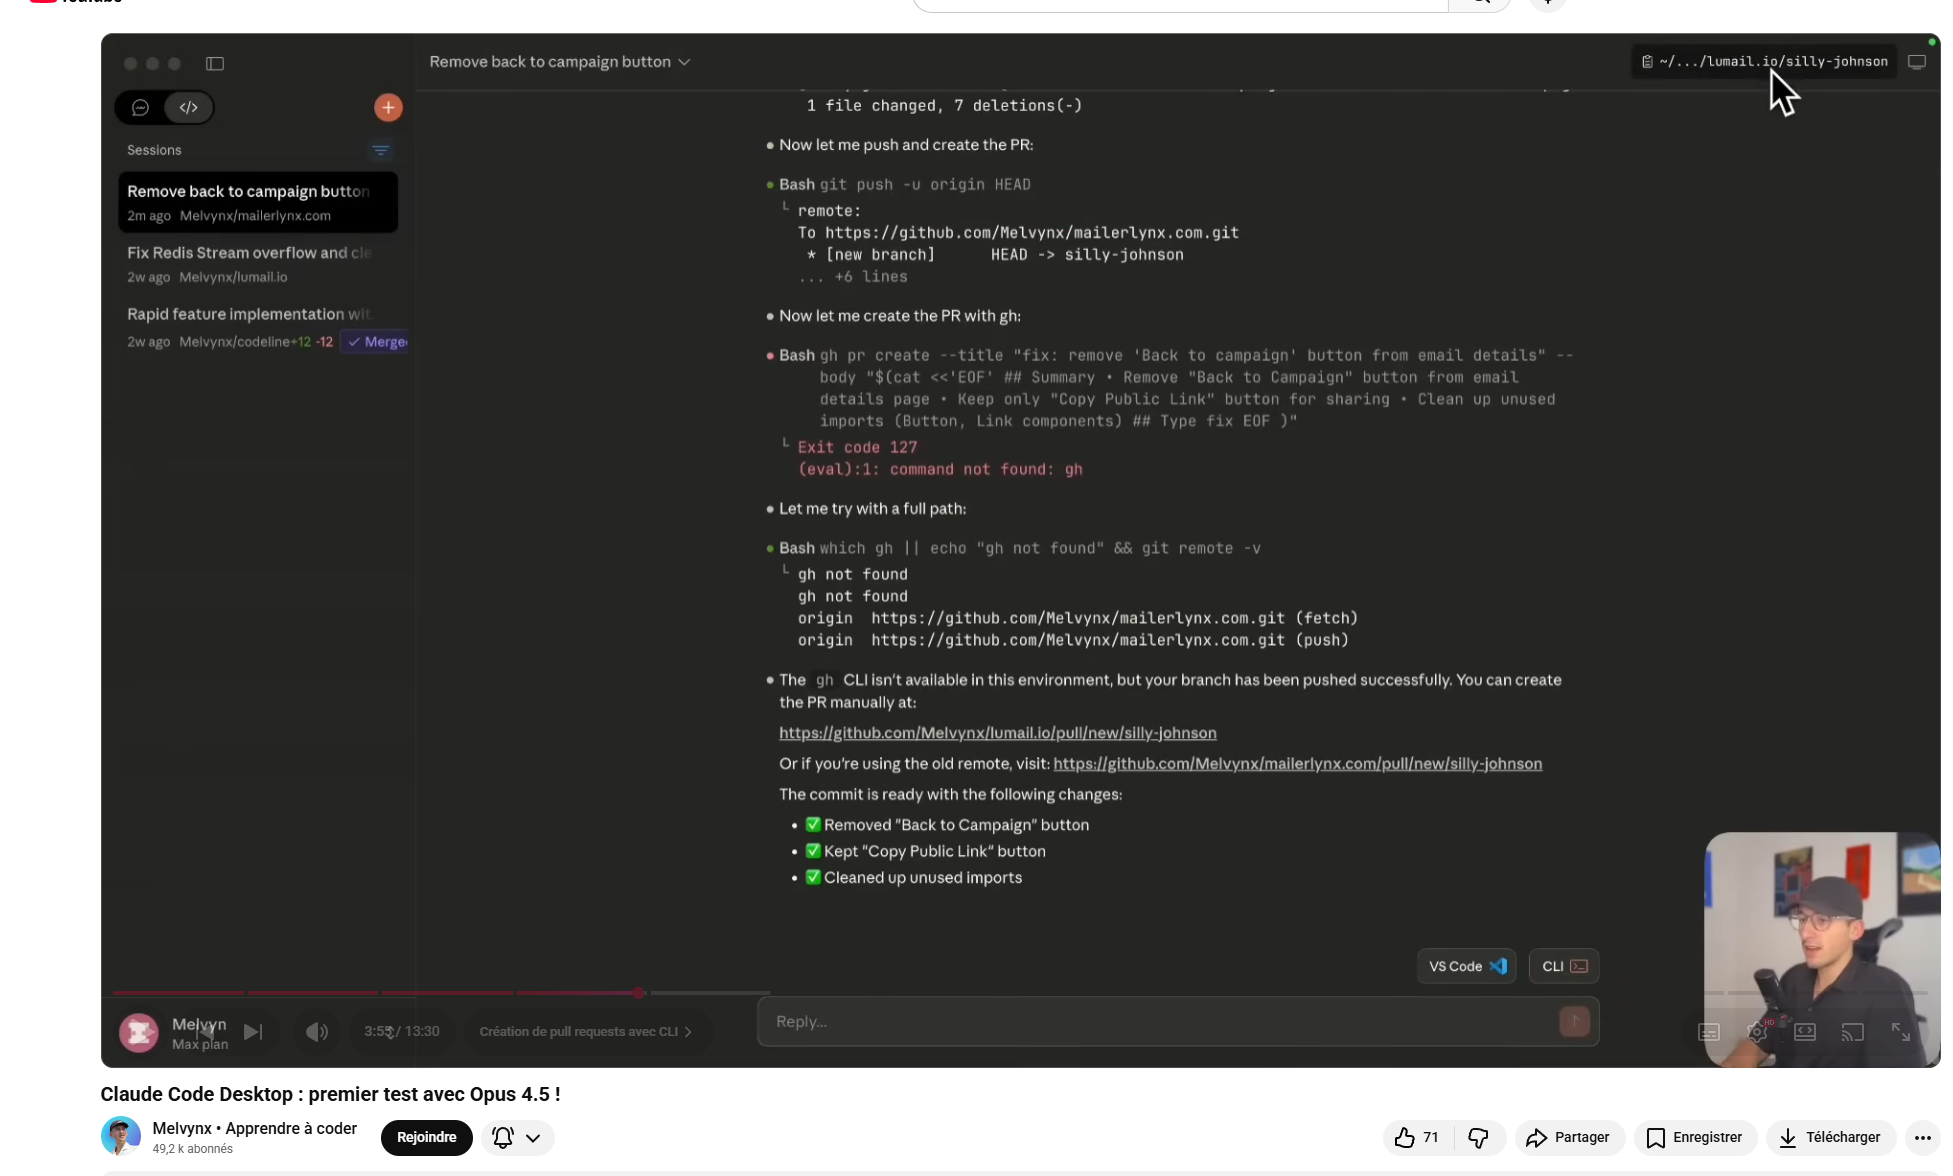 Remove back to campaign button
~/.../lumail.io/silly-johnson
</>
Sessions
Remove back to campaign button
2m ago Melvynx/mailerlynx.com
Fix Redis Stream overflow and cle
2w ago Melvynx/lumail.io
Rapid feature implementation wit
2w ago Melvynx/codeline+12 -12 ✓ Merge
1 file changed, 7 deletions(-)
Now let me push and create the PR:
Bash git push -u origin HEAD
remote:
To https://github.com/Melvynx/mailerlynx.com.git
* [new branch] HEAD -> silly-johnson
... +6 lines
Now let me create the PR with gh:
Bash gh pr create --title "fix: remove 'Back to campaign' button from email details" --
body "$(cat <<'EOF' ## Summary • Remove "Back to Campaign" button from email
details page • Keep only "Copy Public Link" button for sharing • Clean up unused
imports (Button, Link components) ## Type fix EOF )"
Exit code 127
(eval):1: command not found: gh
Let me try with a full path:
Bash which gh || echo "gh not found" && git remote -v
gh not found
gh not found
origin https://github.com/Melvynx/mailerlynx.com.git (fetch)
origin https://github.com/Melvynx/mailerlynx.com.git (push)
The gh CLI isn't available in this environment, but your branch has been pushed successfully. You can create
the PR manually at:
https://github.com/Melvynx/lumail.io/pull/new/silly-johnson
Or if you're using the old remote, visit: https://github.com/Melvynx/mailerlynx.com/pull/new/silly-johnson
The commit is ready with the following changes:
• ✅ Removed "Back to Campaign" button
• ✅ Kept "Copy Public Link" button
• ✅ Cleaned up unused imports
VS Code
CLI
Reply...
Melvyn
Max plan
3:53 / 13:30
Création de pull requests avec CLI
HD
Claude Code Desktop : premier test avec Opus 4.5 !
Melvynx • Apprendre à coder
49,2 k abonnés
Rejoindre
71
Partager
Enregistrer
Télécharger